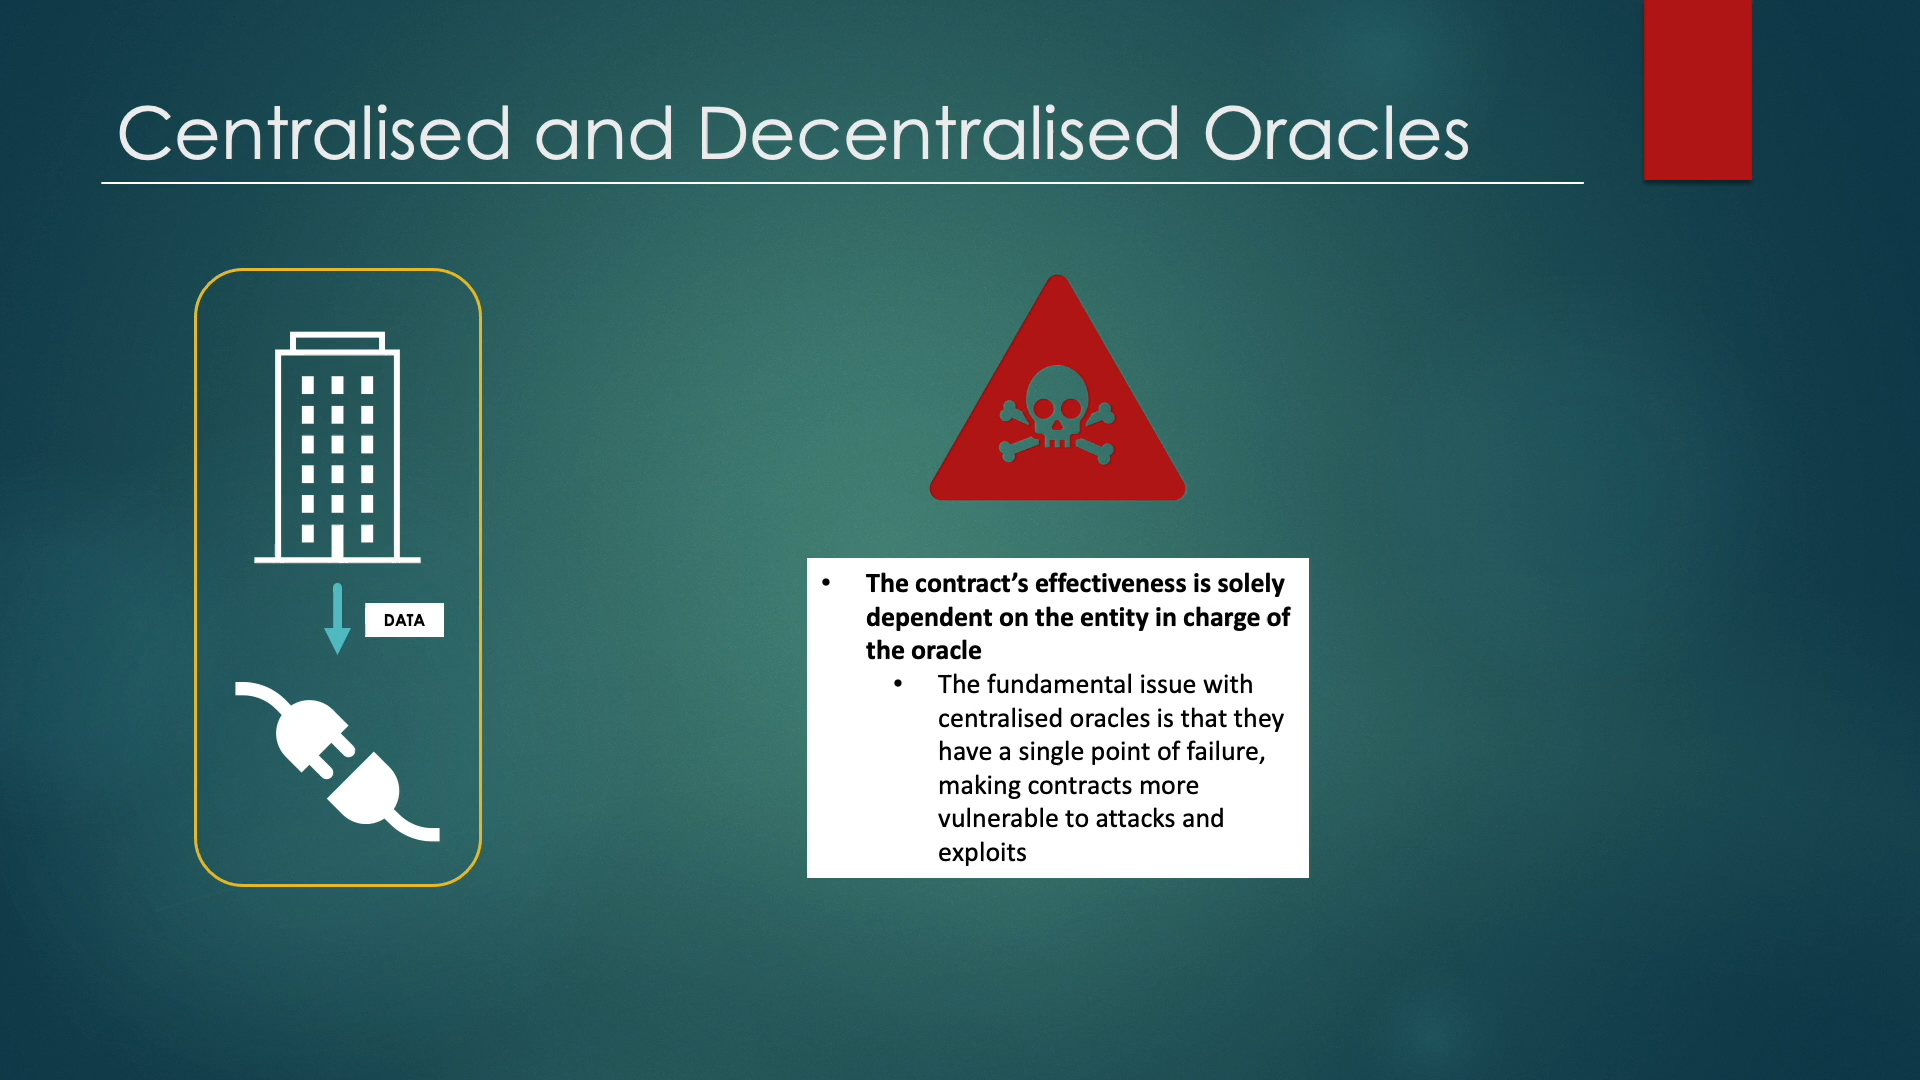 Centralised and Decentralised Oracles
DATA
• The contract’s effectiveness is solely
dependent on the entity in charge of
the oracle
• The fundamental issue with
centralised oracles is that they
have a single point of failure,
making contracts more
vulnerable to attacks and
exploits